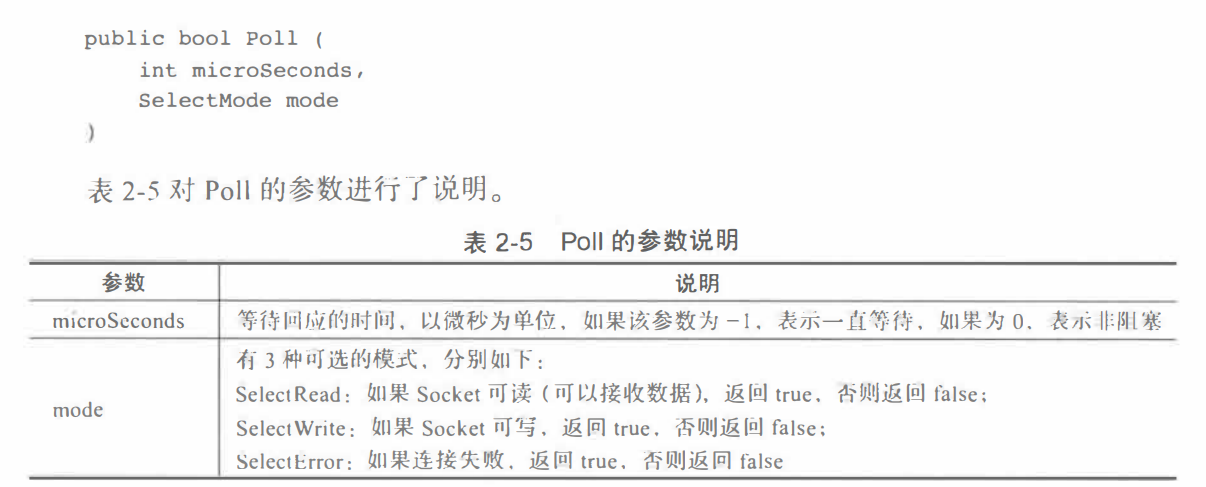 public bool Poll (
int microSeconds,
SelectMode mode
)
表 2-5 对 Poll 的参数进行了说明。
表 2-5 Poll 的参数说明
参数 说明
microSeconds 等待回应的时间，以微秒为单位，如果该参数为 -1，表示一直等待，如果为 0，表示非阻塞
有 3 种可选的模式，分别如下：
SelectRead：如果 Socket 可读（可以接收数据），返回 true，否则返回 false；
mode
SelectWrite：如果 Socket 可写，返回 true，否则返回 false；
SelectError：如果连接失败，返回 true，否则返回 false